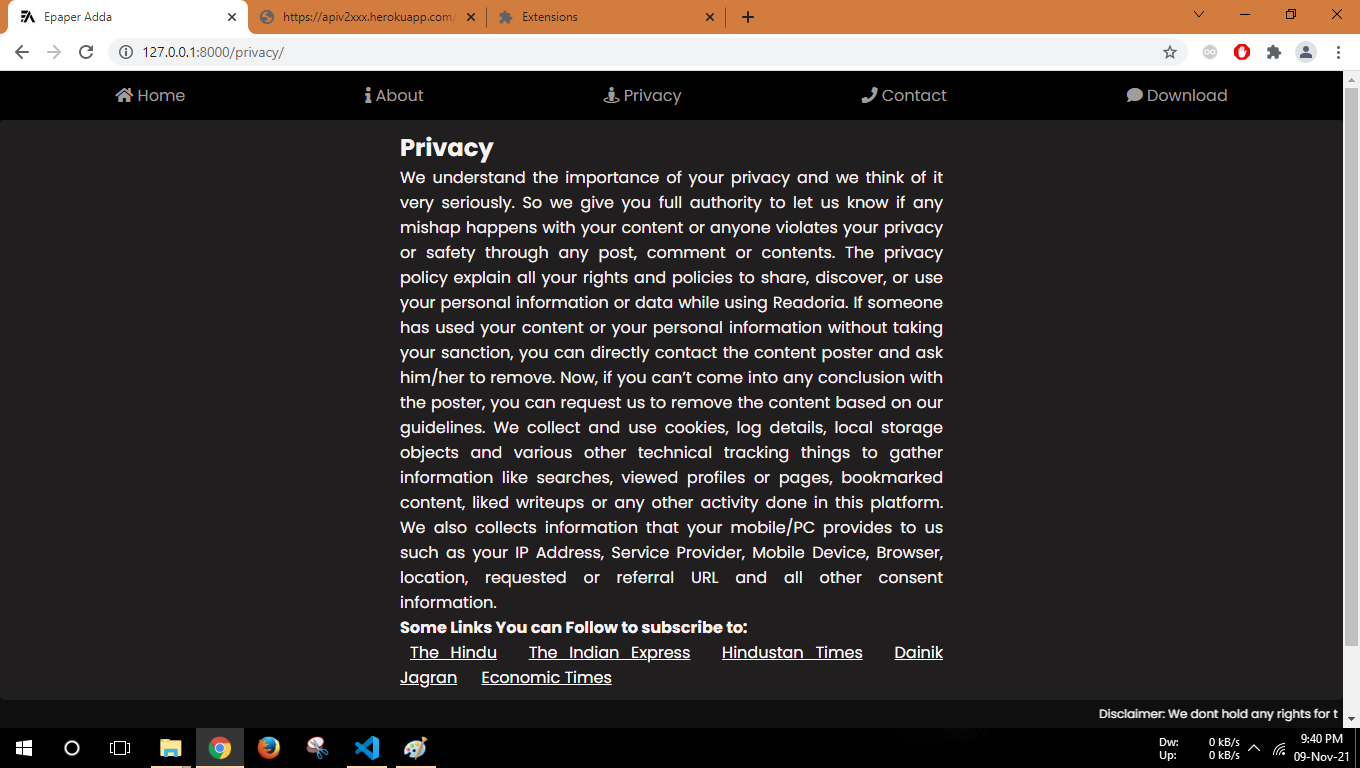 Epaper Adda
https://apiv2xxx.herokuapp.com/
Extensions
127.0.0.1:8000/privacy/
Home
About
Privacy
Contact
Download
Privacy
We understand the importance of your privacy and we think of it
very seriously. So we give you full authority to let us know if any
mishap happens with your content or anyone violates your privacy
or safety through any post, comment or contents. The privacy
policy explain all your rights and policies to share, discover, or use
your personal information or data while using Readoria. If someone
has used your content or your personal information without taking
your sanction, you can directly contact the content poster and ask
him/her to remove. Now, if you can’t come into any conclusion with
the poster, you can request us to remove the content based on our
guidelines. We collect and use cookies, log details, local storage
objects and various other technical tracking things to gather
information like searches, viewed profiles or pages, bookmarked
content, liked writeups or any other activity done in this platform.
We also collects information that your mobile/PC provides to us
such as your IP Address, Service Provider, Mobile Device, Browser,
location, requested or referral URL and all other consent
information.
Some Links You can Follow to subscribe to:
The Hindu The Indian Express Hindustan Times Dainik
Jagran Economic Times
Disclaimer: We dont hold any rights for t
Dw: 0 kB/s
Up: 0 kB/s
9:40 PM
09-Nov-21